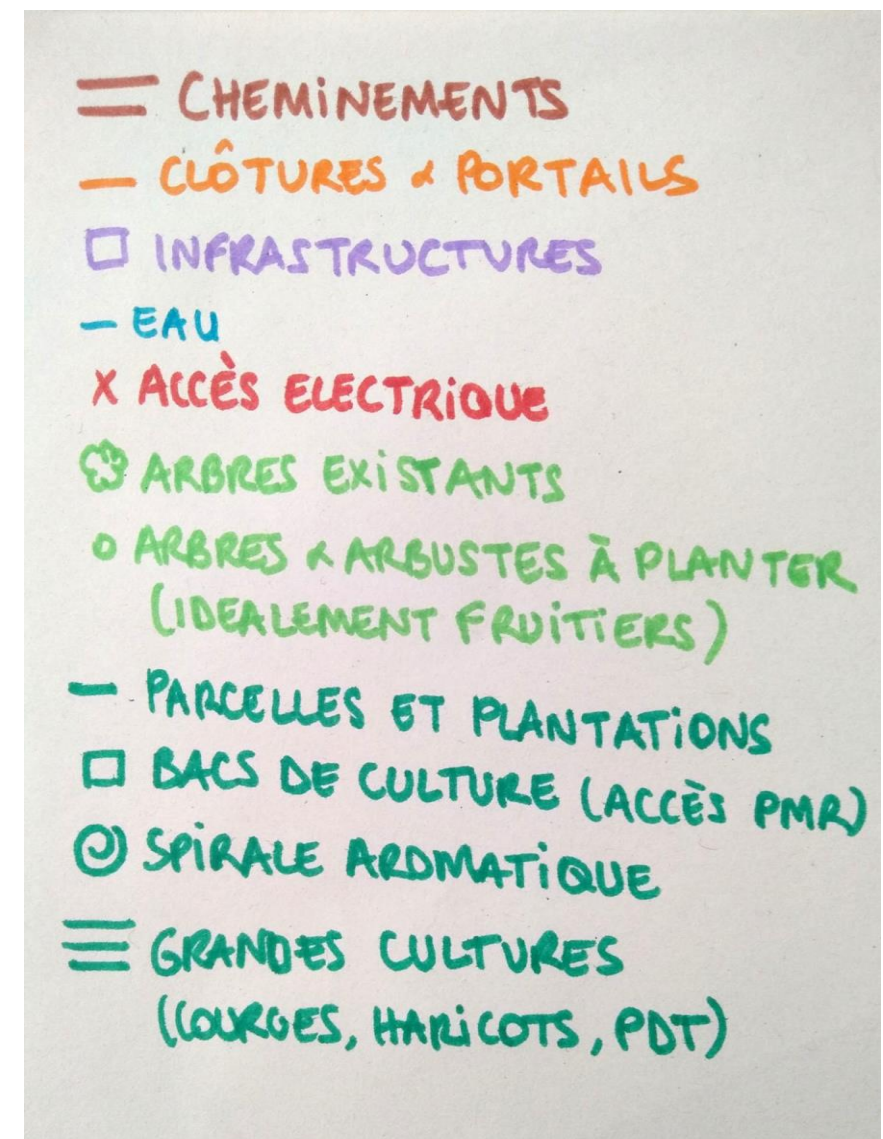 CHEMINEMENTS
CLÔTURES & PORTAILS
INFRASTRUCTURES
EAU
ACCÈS ELECTRIQUE
ARBRES EXISTANTS
ARBRES & ARBUSTES À PLANTER
(IDEALEMENT FRUITIERS)
PARCELLES ET PLANTATIONS
BACS DE CULTURE (ACCÈS PMR)
SPIRALE AROMATIQUE
GRANDES CULTURES
(COURGES, HARICOTS, PDT)